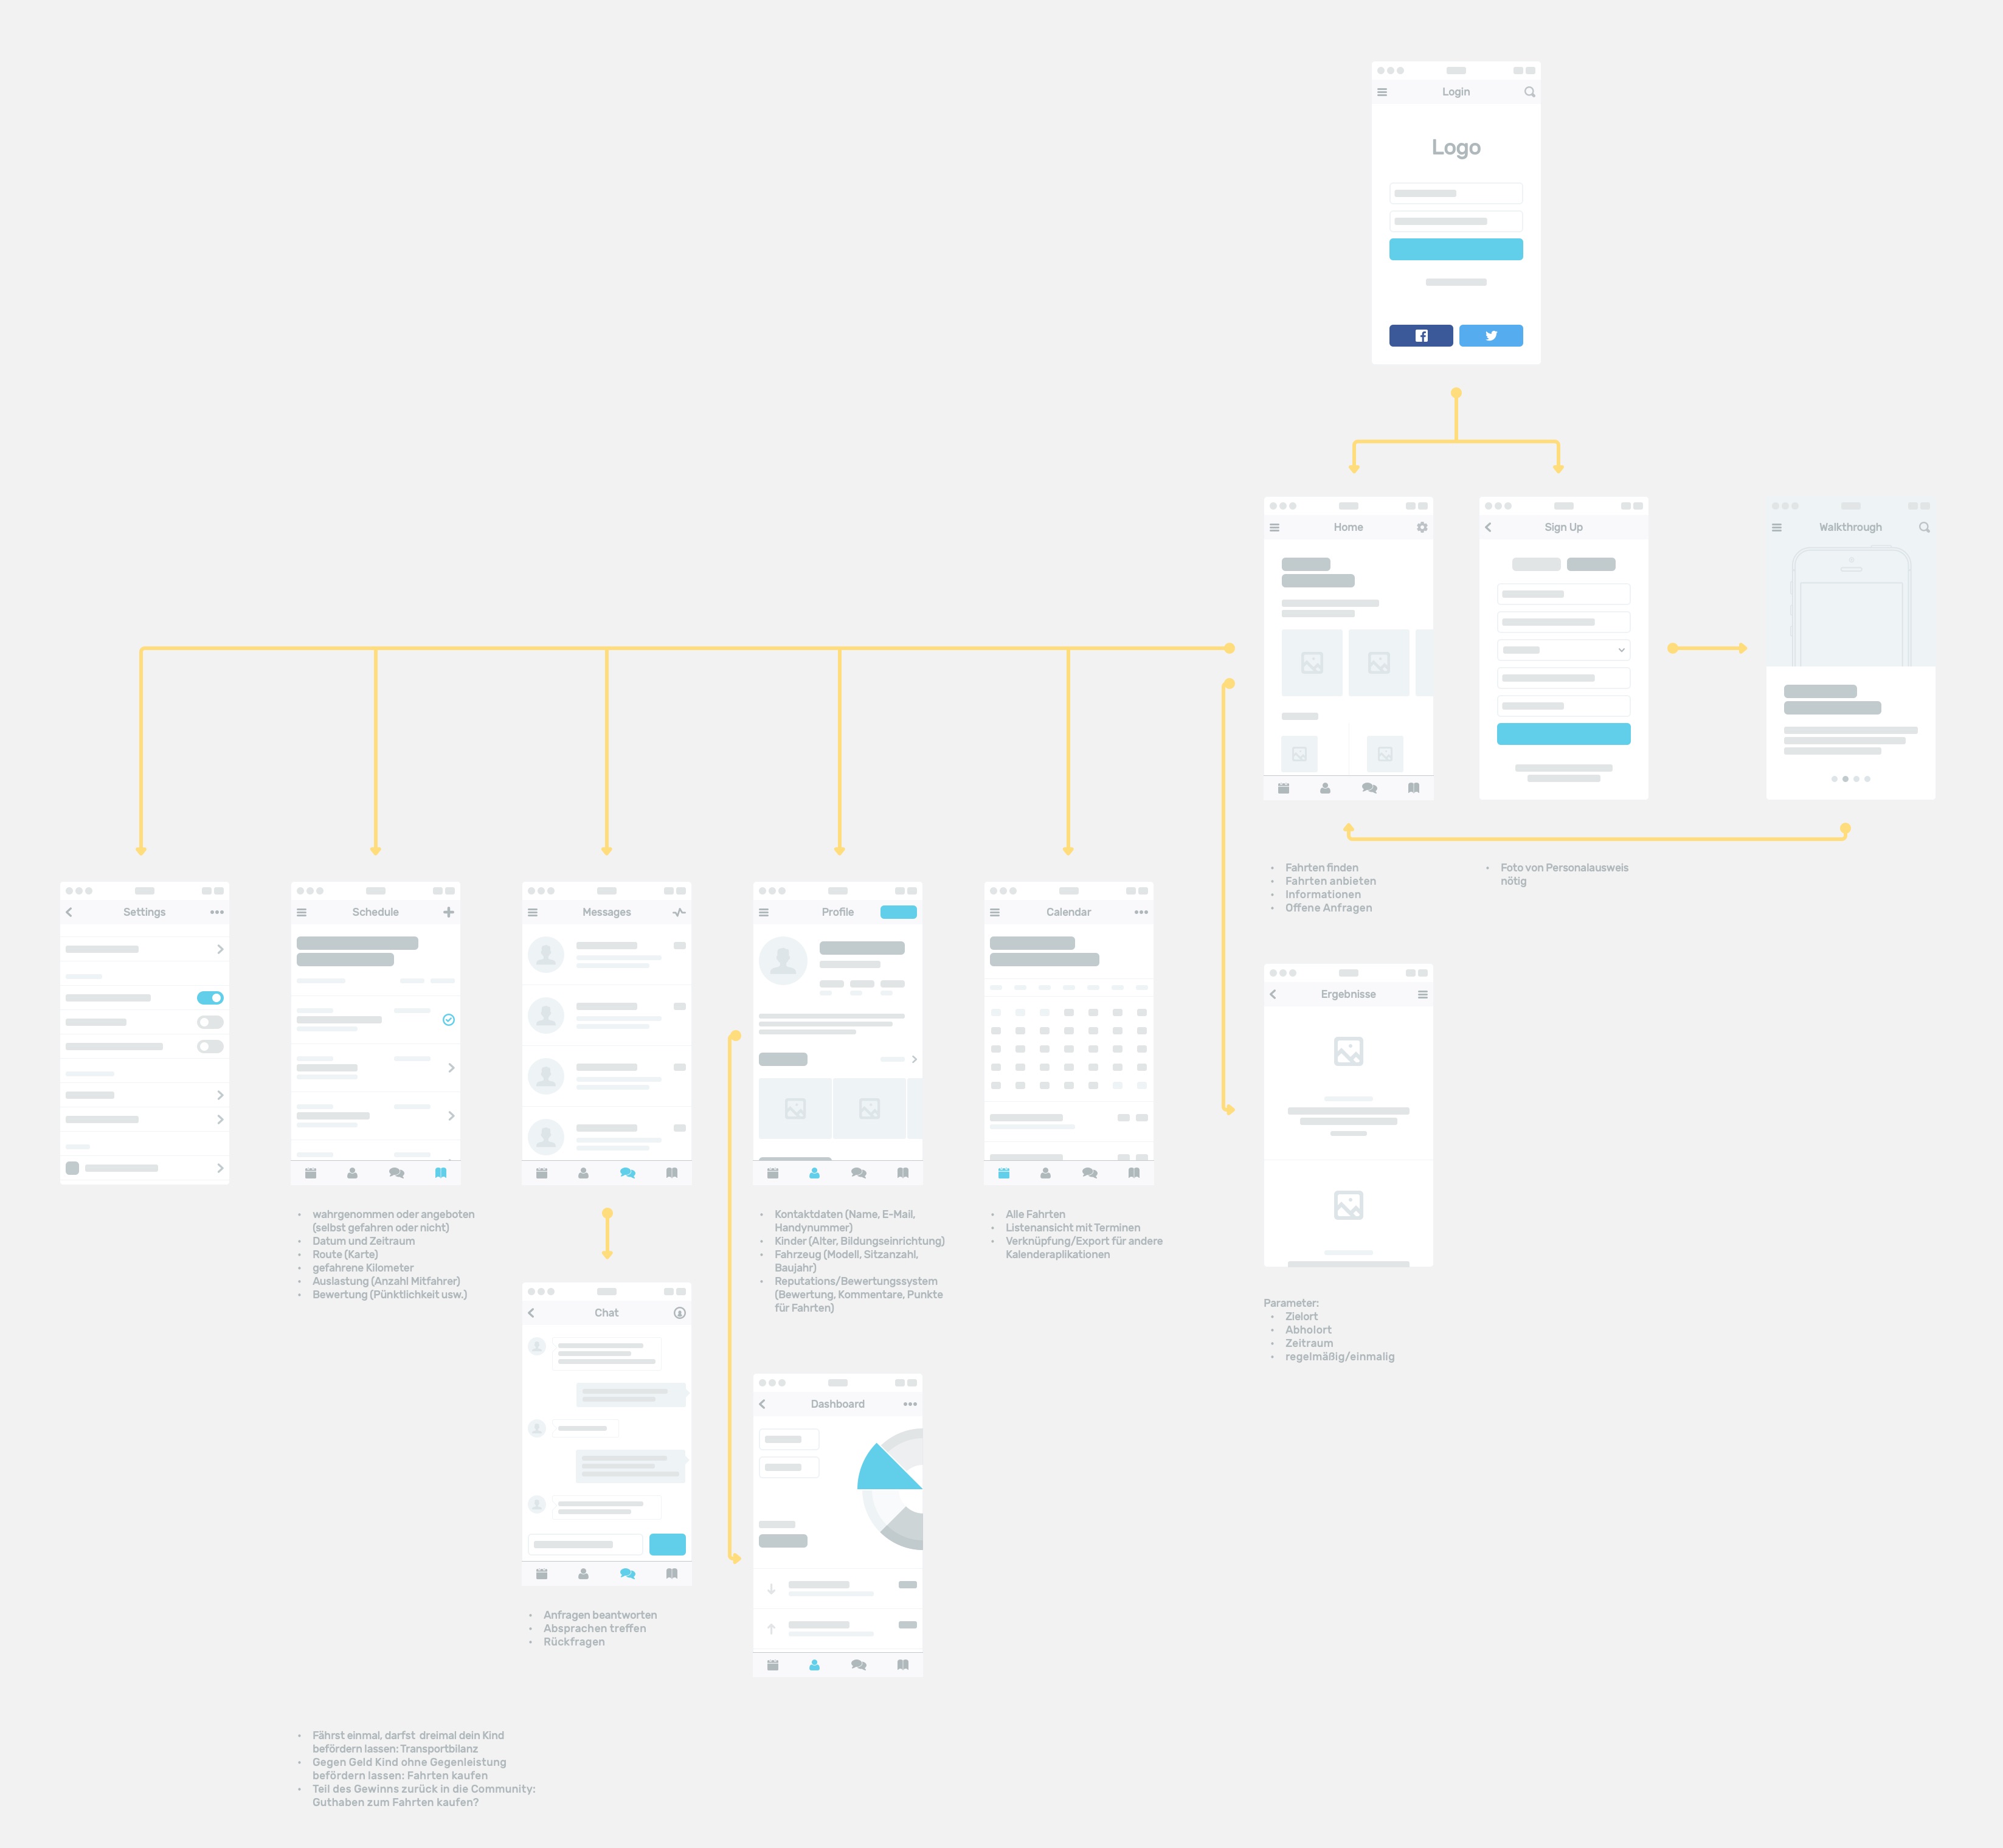 Login
Logo
Home
Sign Up
Walkthrough
• Fahrten finden
• Fahrten anbieten
• Informationen
• Offene Anfragen
• Foto von Personalausweis
nötig
Settings
Schedule
Messages
Profile
Calendar
• wahrgenommen oder angeboten
(selbst gefahren oder nicht)
• Datum und Zeitraum
• Route (Karte)
• gefahrene Kilometer
• Auslastung (Anzahl Mitfahrer)
• Bewertung (Pünktlichkeit usw.)
• Kontaktdaten (Name, E-Mail,
Handynummer)
• Kinder (Alter, Bildungseinrichtung)
• Fahrzeug (Modell, Sitzanzahl,
Baujahr)
• Reputations/Bewertungssystem
(Bewertung, Kommentare, Punkte
für Fahrten)
• Alle Fahrten
• Listenansicht mit Terminen
• Verknüpfung/Export für andere
Kalenderaplikationen
Ergebnisse
Parameter:
• Zielort
• Abholort
• Zeitraum
• regelmäßig/einmalig
Chat
• Anfragen beantworten
• Absprachen treffen
• Rückfragen
Dashboard
• Fährst einmal, darfst dreimal dein Kind
befördern lassen: Transportbilanz
• Gegen Geld Kind ohne Gegenleistung
befördern lassen: Fahrten kaufen
• Teil des Gewinns zurück in die Community:
Guthaben zum Fahrten kaufen?